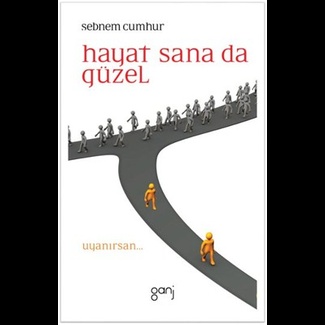 sebnem cumhur
hayat sana da
güzel
uyanırsan...
ganj